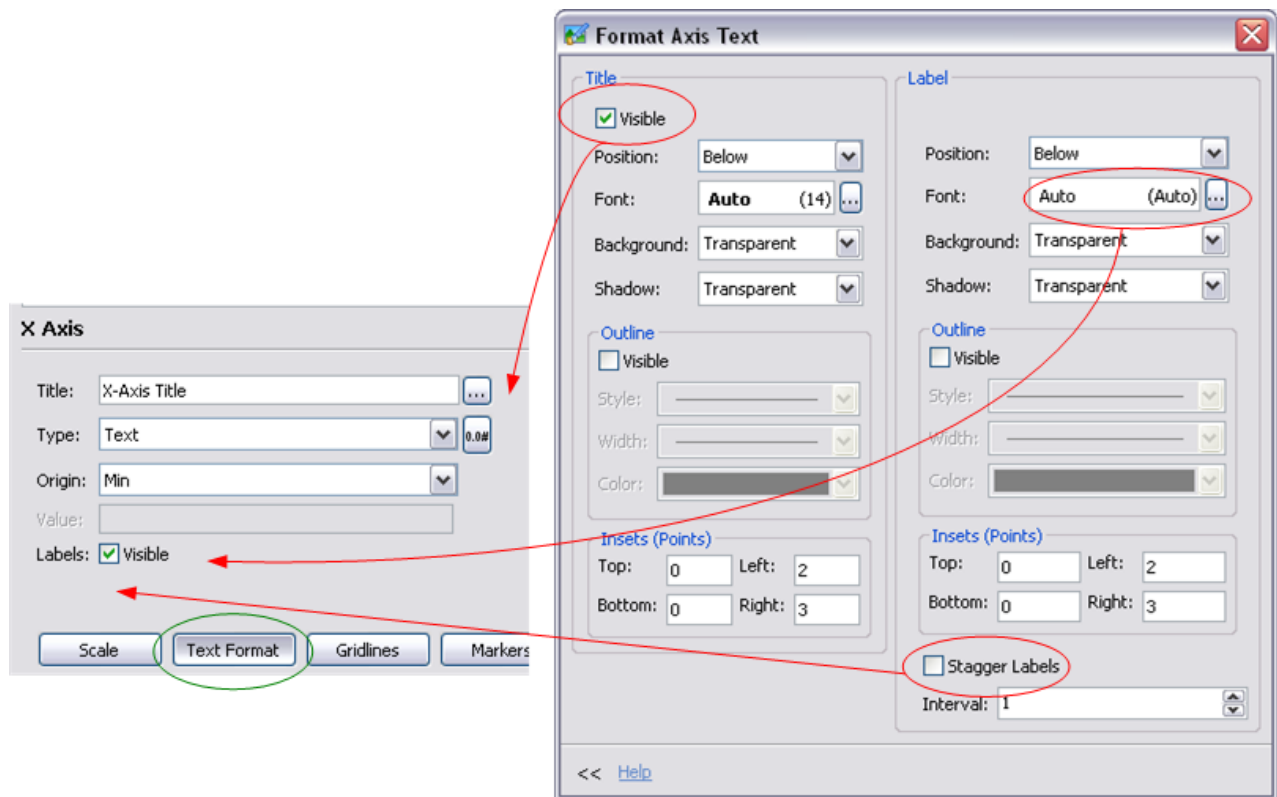 Format Axis Text
Title
Visible
Position: Below
Font: Auto (14) ...
Background: Transparent
Shadow: Transparent
Outline
Visible
Style:
Width:
Color:
Insets (Points)
Top: 0 Left: 2
Bottom: 0 Right: 3
Label
Position: Below
Font: Auto (Auto) ...
Background: Transparent
Shadow: Transparent
Outline
Visible
Style:
Width:
Color:
Insets (Points)
Top: 0 Left: 2
Bottom: 0 Right: 3
Stagger Labels
Interval: 1
<< Help
X Axis
Title: X-Axis Title ...
Type: Text 0.0#
Origin: Min
Value:
Labels: Visible
Scale Text Format Gridlines Markers